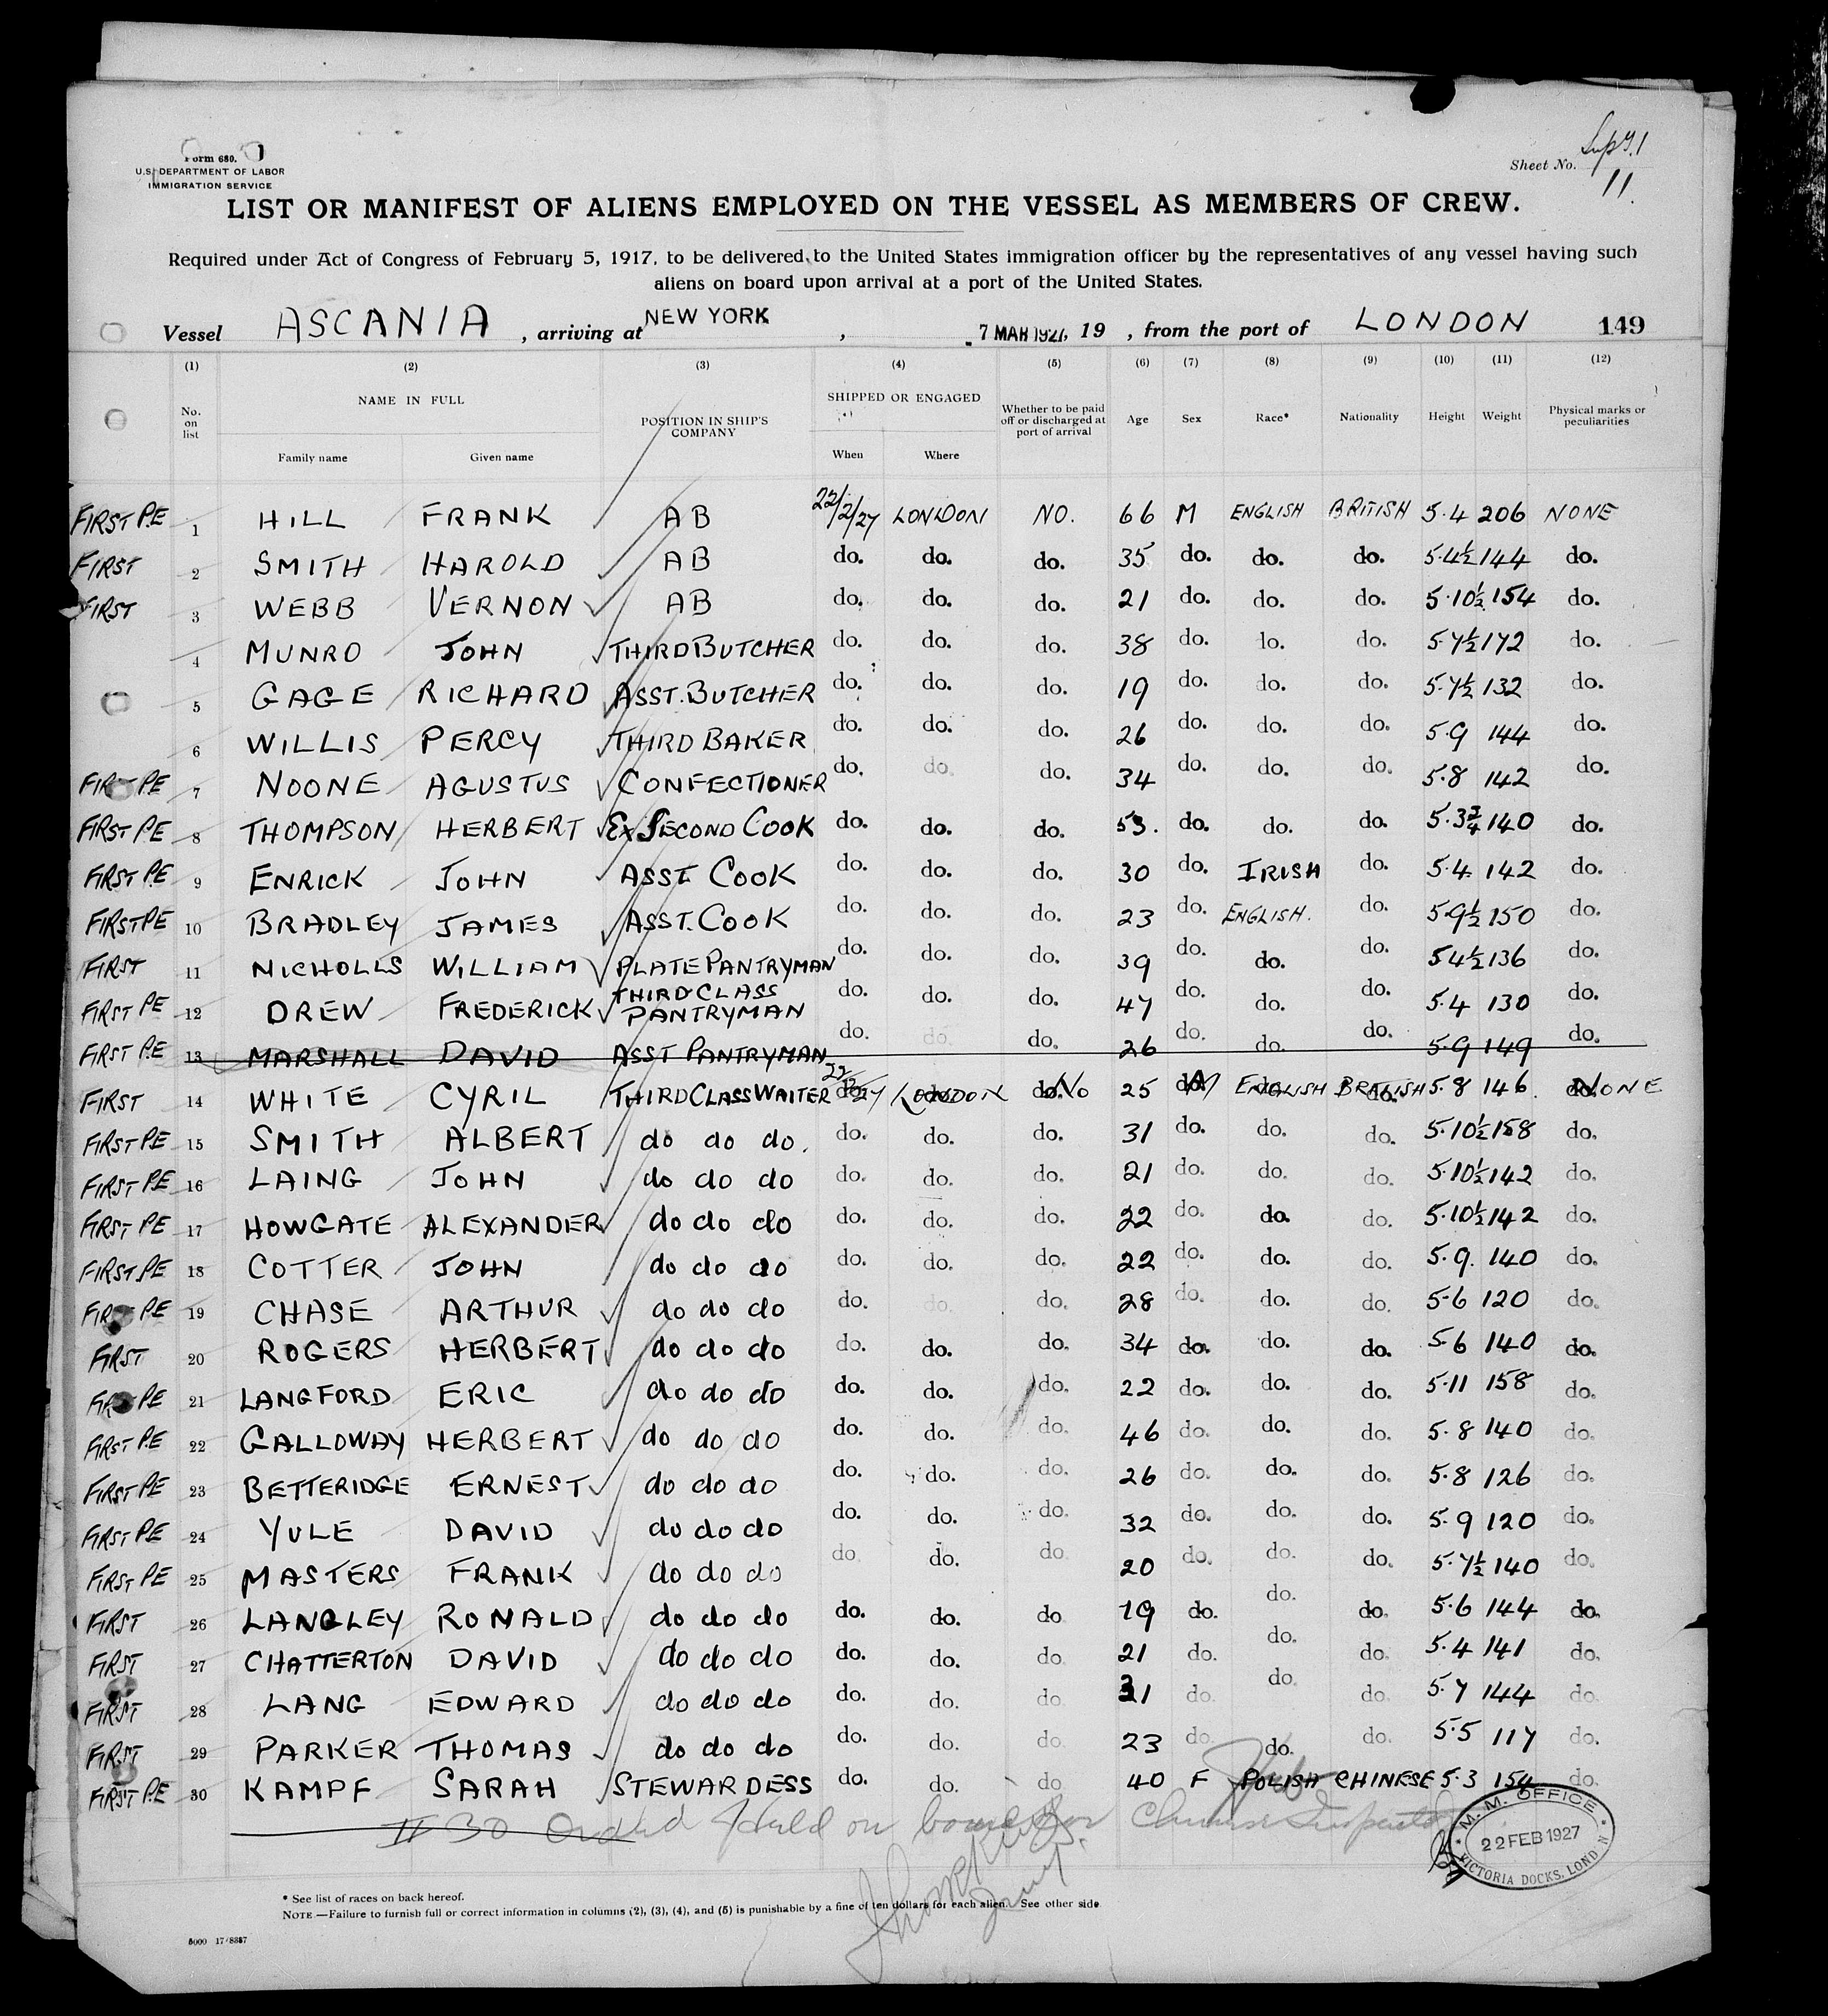 Form 680.
U.S. DEPARTMENT OF LABOR
IMMIGRATION SERVICE
Sheet No.
11.
LIST OR MANIFEST OF ALIENS EMPLOYED ON THE VESSEL AS MEMBERS OF CREW.
Required under Act of Congress of February 5, 1917, to be delivered to the United States immigration officer by the representatives of any vessel having such
aliens on board upon arrival at a port of the United States.
Vessel ASCANIA , arriving at NEW YORK , 7 MAR 1927, 19 , from the port of LONDON 149
(1) (2) (3) (4) (5) (6) (7) (8) (9) (10) (11) (12)
No. on list NAME IN FULL Family name Given name POSITION IN SHIP'S COMPANY SHIPPED OR ENGAGED When Where Whether to be paid off or discharged at port of arrival Age Sex Race* Nationality Height Weight Physical marks or peculiarities
FIRST PE 1 HILL FRANK AB 22/2/27 LONDON NO. 66 M ENGLISH BRITISH 5.4 206 NONE
FIRST 2 SMITH HAROLD AB do. do. do. 35 do. do. do. 5.4½ 144 do.
FIRST 3 WEBB VERNON AB do. do. do. 21 do. do. do. 5.10½ 154 do.
4 MUNRO JOHN THIRD BUTCHER do. do. do. 38 do. do. do. 5.7½ 172 do.
5 GAGE RICHARD ASST. BUTCHER do. do. do. 19 do. do. do. 5.7½ 132 do.
6 WILLIS PERCY THIRD BAKER do. do. do. 26 do. do. do. 5.9 144 do.
FIRST PE 7 NOONE AGUSTUS CONFECTIONER do. do. do. 34 do. do. do. 5.8 142 do.
FIRST PE 8 THOMPSON HERBERT Ex SECOND COOK do. do. do. 53. do. do. do. 5.3¾ 140 do.
FIRST PE 9 ENRICK JOHN ASST COOK do. do. do. 30 do. IRISH do. 5.4. 142 do.
FIRST PE 10 BRADLEY JAMES ASST. COOK do. do. do. 23 do. ENGLISH. do. 5.9½ 150 do.
FIRST 11 NICHOLLS WILLIAM PLATE PANTRYMAN do. do. do. 39 do. do. do. 5 4½ 136 do.
FIRST PE 12 DREW FREDERICK THIRD CLASS PANTRYMAN do. do. do. 47 do. do. do. 5.4 130 do.
FIRST PE 13 MARSHALL DAVID ASST PANTRYMAN do. do. do. 26 do. do. do. 5.9 149 do.
FIRST 14 WHITE CYRIL THIRD CLASS WAITER 22/2/27 LONDON No 25 M ENGLISH BRITISH 5.8 146. NONE
FIRST PE 15 SMITH ALBERT do do do. do. do. do. 31 do. do. do. 5.10½ 158 do.
FIRST PE 16 LAING JOHN do do do do. do. do. 21 do. do. do. 5.10½ 142 do.
FIRST PE 17 HOWGATE ALEXANDER do do do do. do. do. 22 do. do. do. 5.10½ 142 do.
FIRST PE 18 COTTER JOHN do do do do. do. do. 22 do. do. do. 5.9. 140 do.
FIRST PE 19 CHASE ARTHUR do do do do. do. do. 28 do. do. do. 5-6 120 do.
FIRST 20 ROGERS HERBERT do do do do. do. do. 34 do. do. do. 5.6 140 do.
FIRST PE 21 LANGFORD ERIC do do do do. do. do. 22 do. do. do. 5.11 158 do.
FIRST PE 22 GALLOWAY HERBERT do do do do. do. do. 46 do. do. do. 5.8 140 do.
FIRST PE 23 BETTERIDGE ERNEST do do do do. do. do. 26 do. do. do. 5.8 126 do.
FIRST PE 24 YULE DAVID do do do do. do. do. 32 do. do. do. 5.9 120 do.
FIRST PE 25 MASTERS FRANK do do do do. do. do. 20 do. do. do. 5.7½ 140 do.
FIRST 26 LANGLEY RONALD do do do do. do. do 19 do. do. do. 5.6 144 do.
FIRST 27 CHATTERTON DAVID do do do do. do. do 21 do. do. do. 5.4 141 do.
FIRST 28 LANG EDWARD do do do do. do. do 31 do. do. do. 5.7 144 do.
FIRST 29 PARKER THOMAS do do do do. do. do. 23 do. do. do. 5.5 117 do.
FIRST PE 30 KAMPF SARAH STEWARDESS do. do. do 40 F POLISH CHINESE 5.3 154 do.
# 30 Ordered Held on board for Chinese Inspector
M. M. OFFICE
22 FEB 1927
VICTORIA DOCKS, LOND N
* See list of races on back hereof.
NOTE.—Failure to furnish full or correct information in columns (2), (3), (4), and (5) is punishable by a fine of ten dollars for each alien. See other side
5000 17/8887